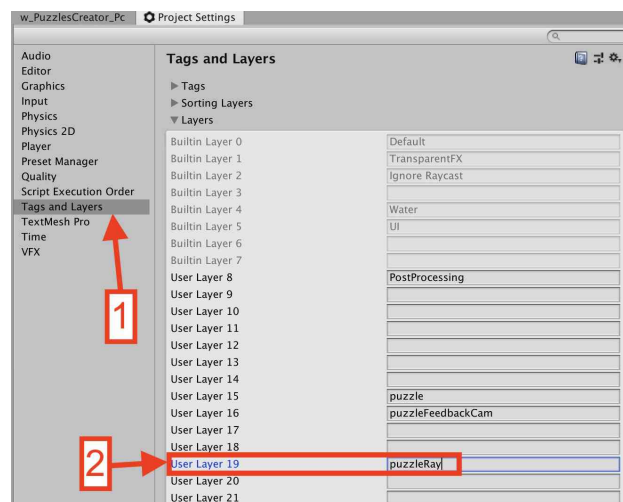 w_PuzzlesCreator_Pc Project Settings
Audio
Editor
Graphics
Input
Physics
Physics 2D
Player
Preset Manager
Quality
Script Execution Order
Tags and Layers
TextMesh Pro
Time
VFX
1
Tags and Layers
Tags
Sorting Layers
Layers
Builtin Layer 0 Default
Builtin Layer 1 TransparentFX
Builtin Layer 2 Ignore Raycast
Builtin Layer 3
Builtin Layer 4 Water
Builtin Layer 5 UI
Builtin Layer 6
Builtin Layer 7
User Layer 8 PostProcessing
User Layer 9
User Layer 10
User Layer 11
User Layer 12
User Layer 13
User Layer 14
User Layer 15 puzzle
User Layer 16 puzzleFeedbackCam
User Layer 17
User Layer 18
2 User Layer 19 puzzleRay
User Layer 20
User Layer 21